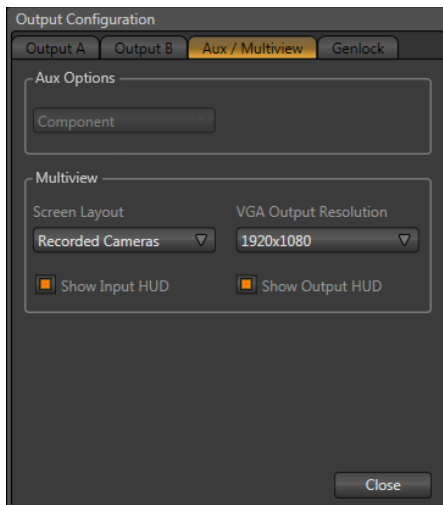 Output Configuration
Output A Output B Aux / Multiview Genlock
Aux Options
Component
Multiview
Screen Layout VGA Output Resolution
Recorded Cameras 1920x1080
Show Input HUD Show Output HUD
Close